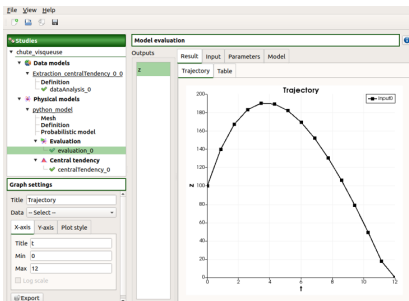 File View Help
Studies
chute_visqueuse
Data models
Extraction_centralTendency_0_0
Definition
dataAnalysis_0
Physical models
python_model
Mesh
Definition
Probabilistic model
Evaluation
evaluation_0
Central tendency
centralTendency_0
Graph settings
Title Trajectory
Data -- Select --
X-axis Y-axis Plot style
Title t
Min 0
Max 12
Log scale
Export
Model evaluation
Outputs
z
Result Input Parameters Model
Trajectory Table
Trajectory
Input0
200
180
160
140
120
100
80
60
40
20
0
z
0 2 4 6 8 10 12
t